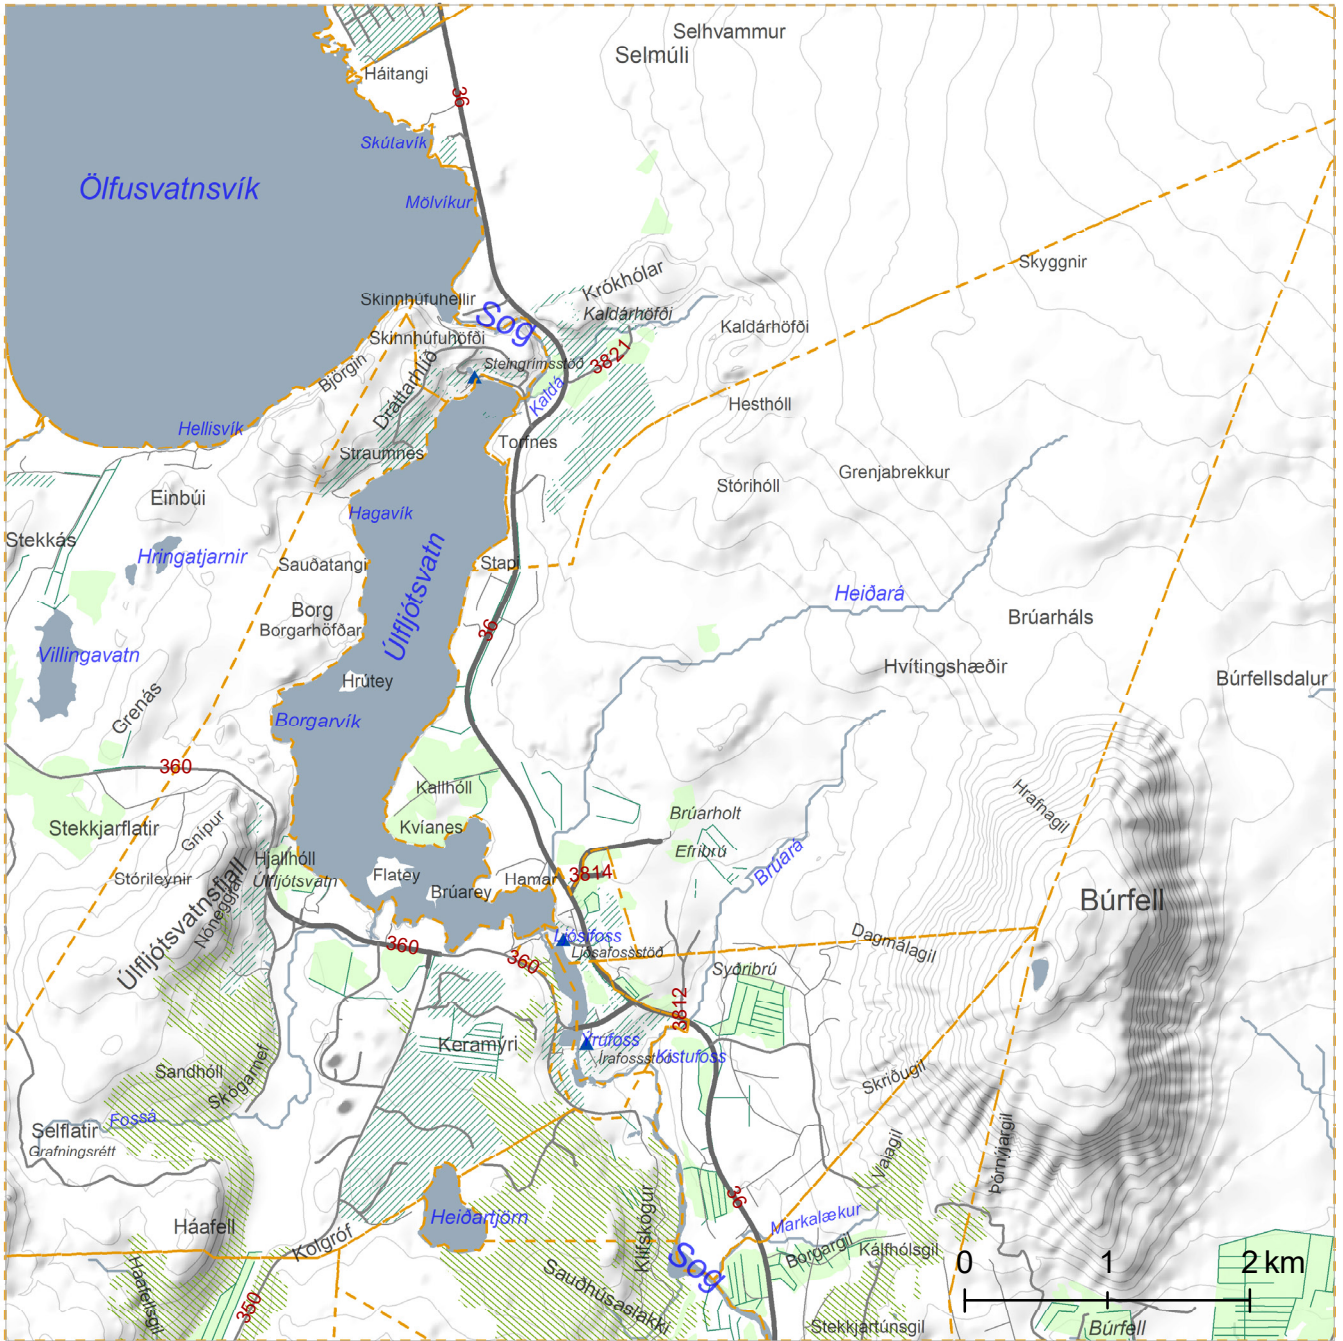 Selhvammur
Selmúli
Háitangi
36
Skútavík
Ölfusvatnsvík
Mölvíkur
Skyggnir
Krókhólar
Skinnhúfuhellir
Sog
Kaldárhöfði
Kaldárhöfði
Skinnhúfuhöfði
3821
Steingrímsstöð
Björgin
Dráttarhlíð
Kaldá
Hesthóll
Hellisvík
Torfnes
Straumnes
Grenjabrekkur
Stórihóll
Einbúi
Hagavík
Stekkás
Hringatjarnir
Sauðatangi
Stapi
Úlfljótsvatn
Heiðará
Borg
Borgarhöfðar
36
Brúarháls
Villingavatn
Hvítingshæðir
Hrútey
Búrfellsdalur
Grenás
Borgarvík
360
Kallhóll
Hrafnagil
Brúarholt
Stekkjarflatir
Gnípur
Kvíanes
Efribrú
Hjallhóll
Brúará
Stórileynir
Úlfljótsvatn
Flatey
Hamar
3814
Brúarey
Búrfell
Nóneggja
Úlfljótsvatnsfjall
360
Ljósifoss
Dagmálagil
Ljósafossstöð
360
Syðribrú
3812
Keramýri
Ýrufoss
Írafossstöð
Kistufoss
Sandhóll
Skógarnef
Skriðugil
Fossá
Selflatir
Grafningsrétt
Valagil
Þórnýjargil
Klifskógur
36
Háafell
Heiðartjörn
Markalækur
Kolgróf
Borgargil
Kálfhólsgil
Sog
0 1 2 km
Háafellsgil
Sauðhúsaslakki
350
Stekkjartúnsgil
Búrfell